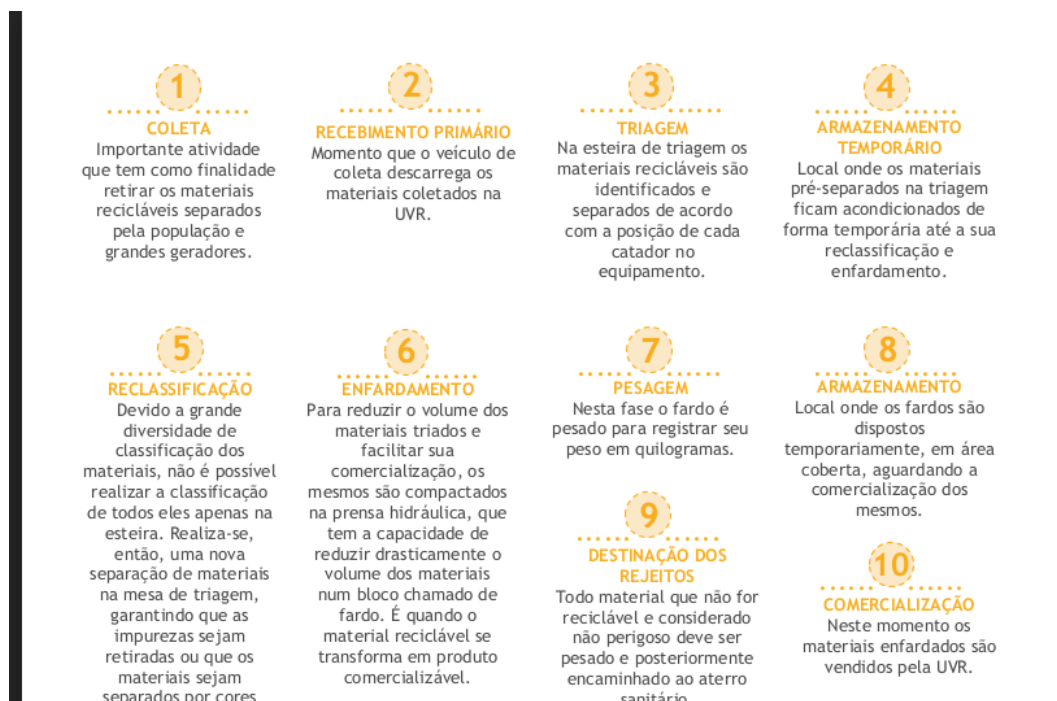 1
COLETA
Importante atividade
que tem como finalidade
retirar os materiais
recicláveis separados
pela população e
grandes geradores.
2
RECEBIMENTO PRIMÁRIO
Momento que o veículo de
coleta descarrega os
materiais coletados na
UVR.
3
TRIAGEM
Na esteira de triagem os
materiais recicláveis são
identificados e
separados de acordo
com a posição de cada
catador no
equipamento.
4
ARMAZENAMENTO
TEMPORÁRIO
Local onde os materiais
pré-separados na triagem
ficam acondicionados de
forma temporária até a sua
reclassificação e
enfardamento.
5
RECLASSIFICAÇÃO
Devido a grande
diversidade de
classificação dos
materiais, não é possível
realizar a classificação
de todos eles apenas na
esteira. Realiza-se,
então, uma nova
separação de materiais
na mesa de triagem,
garantindo que as
impurezas sejam
retiradas ou que os
materiais sejam
separados por cores
6
ENFARDAMENTO
Para reduzir o volume dos
materiais triados e
facilitar sua
comercialização, os
mesmos são compactados
na prensa hidráulica, que
tem a capacidade de
reduzir drasticamente o
volume dos materiais
num bloco chamado de
fardo. É quando o
material reciclável se
transforma em produto
comercializável.
7
PESAGEM
Nesta fase o fardo é
pesado para registrar seu
peso em quilogramas.
8
ARMAZENAMENTO
Local onde os fardos são
dispostos
temporariamente, em área
coberta, aguardando a
comercialização dos
mesmos.
9
DESTINAÇÃO DOS
REJEITOS
Todo material que não for
reciclável e considerado
não perigoso deve ser
pesado e posteriormente
encaminhado ao aterro
sanitário
10
COMERCIALIZAÇÃO
Neste momento os
materiais enfardados são
vendidos pela UVR.